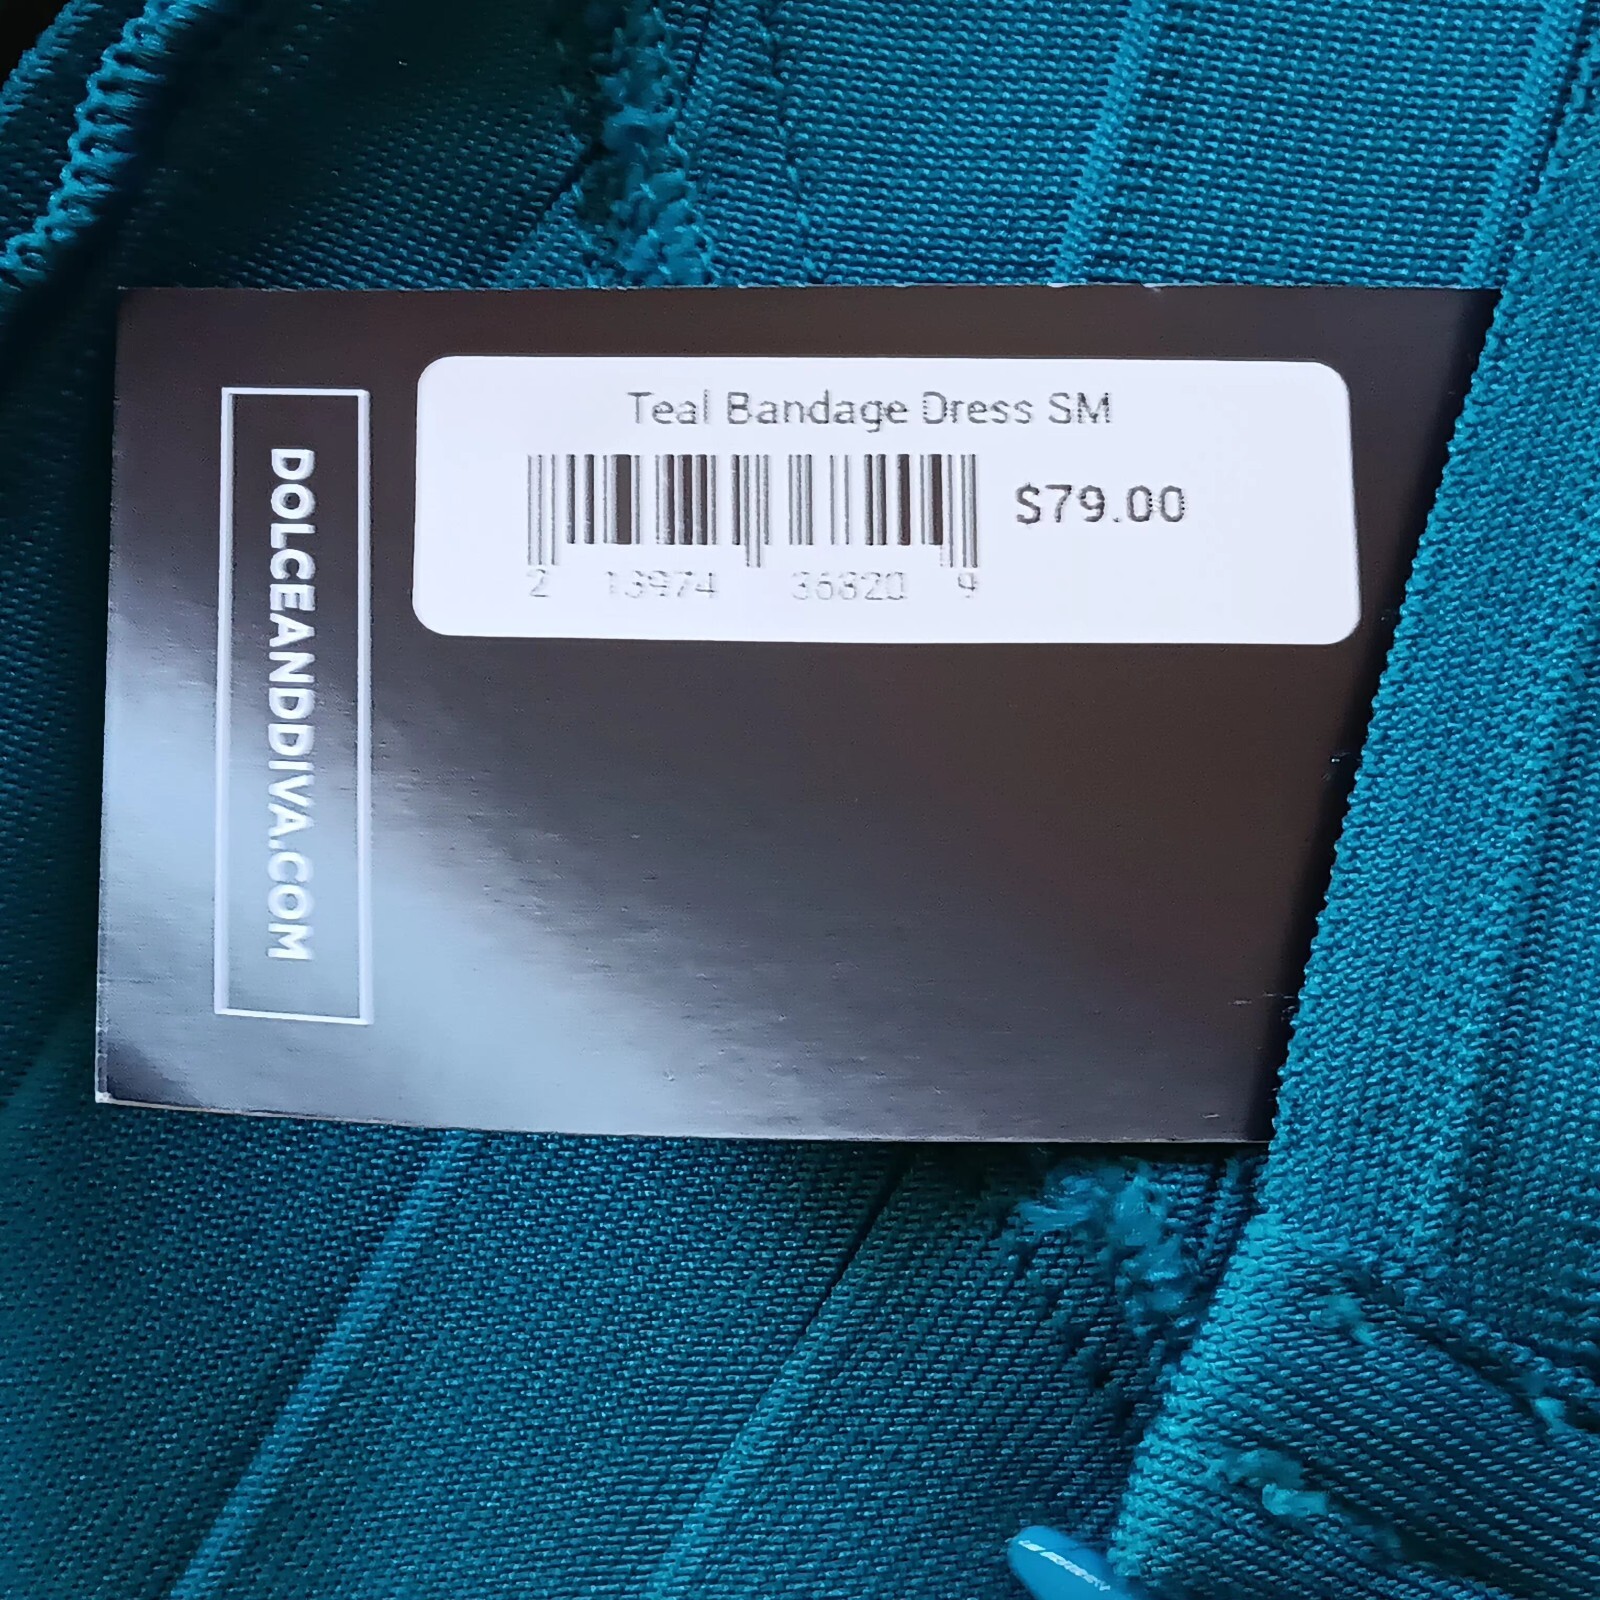 DOLCEANDDIVA.COM
Teal Bandage Dress SM
$79.00
2 13974 36820 9